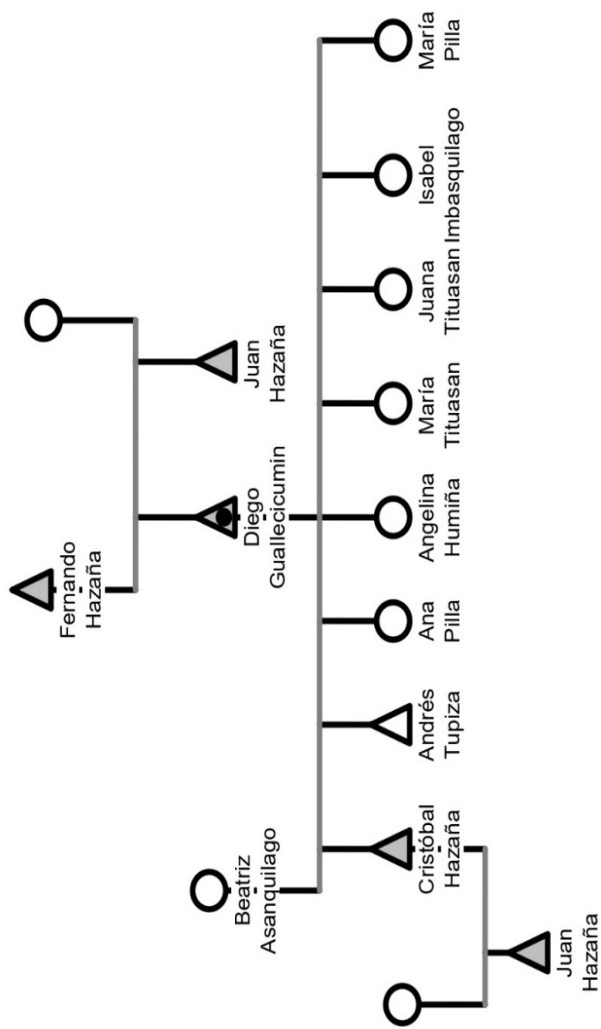 Fernando
Hazaña
Diego
Guallecicumin
Juan
Hazaña
Beatriz
Asanquilago
Cristóbal
Hazaña
Andrés
Tupiza
Ana
Pilla
Angelina
Humiña
María
Tituasan
Juana
Tituasan
Isabel
Imbasquilago
María
Pilla
Juan
Hazaña